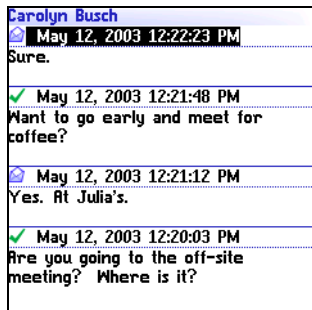 Carolyn Busch
May 12, 2003 12:22:23 PM
Sure.
May 12, 2003 12:21:48 PM
Want to go early and meet for
coffee?
May 12, 2003 12:21:12 PM
Yes. At Julia's.
May 12, 2003 12:20:03 PM
Are you going to the off-site
meeting?  Where is it?